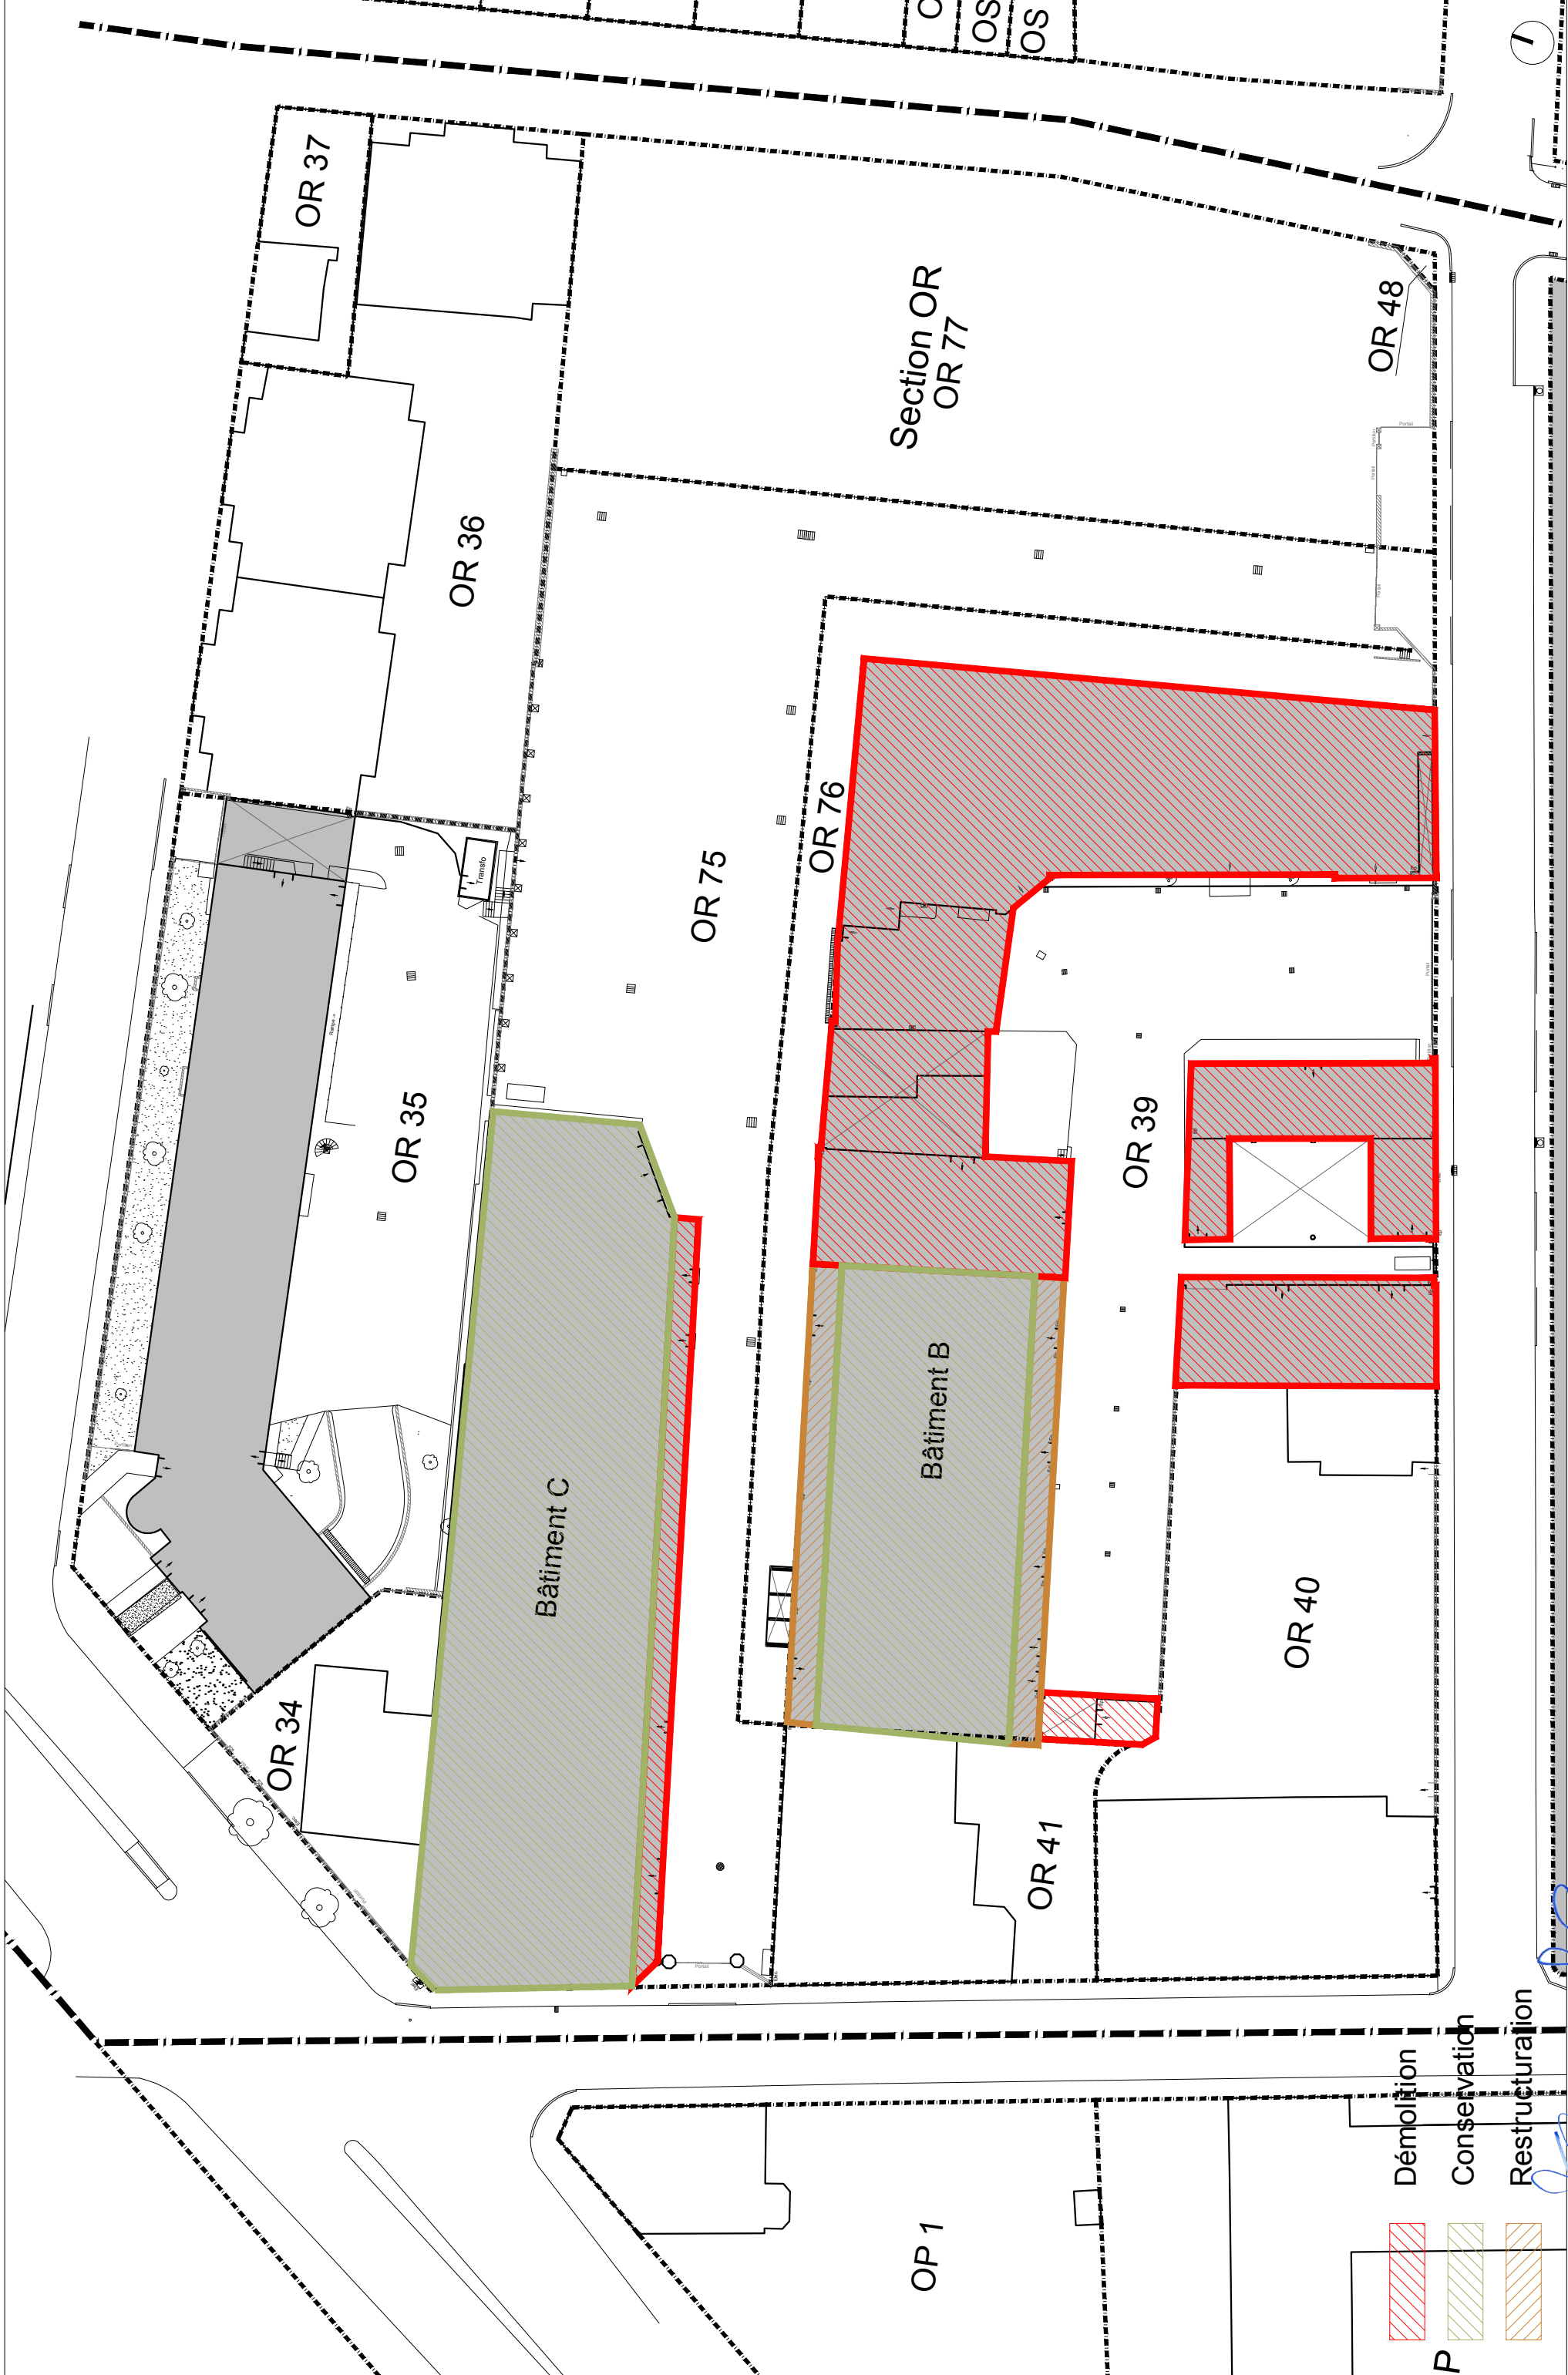 OS
OS
OR 37
OR 36
Section OR
OR 77
OR 48
OR 76
OR 75
Transfo
OR 35
OR 39
Bâtiment C
Bâtiment B
OR 34
OR 40
OR 41
OP 1
Démolition
Conservation
Restructuration
P